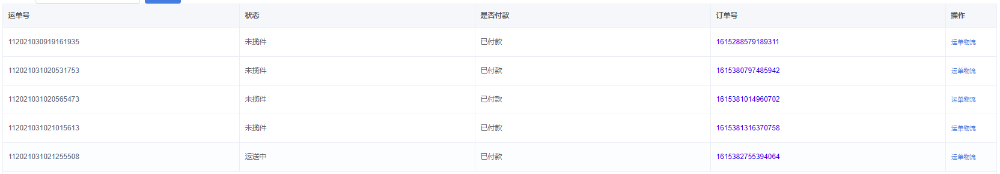 运单号 状态 是否付款 订单号 操作
112021030919161935 未揽件 已付款 1615288579189311 运单物流
112021031020531753 未揽件 已付款 1615380797485942 运单物流
112021031020565473 未揽件 已付款 1615381014960702 运单物流
112021031021015613 未揽件 已付款 1615381316370758 运单物流
112021031021255508 运送中 已付款 1615382755394064 运单物流